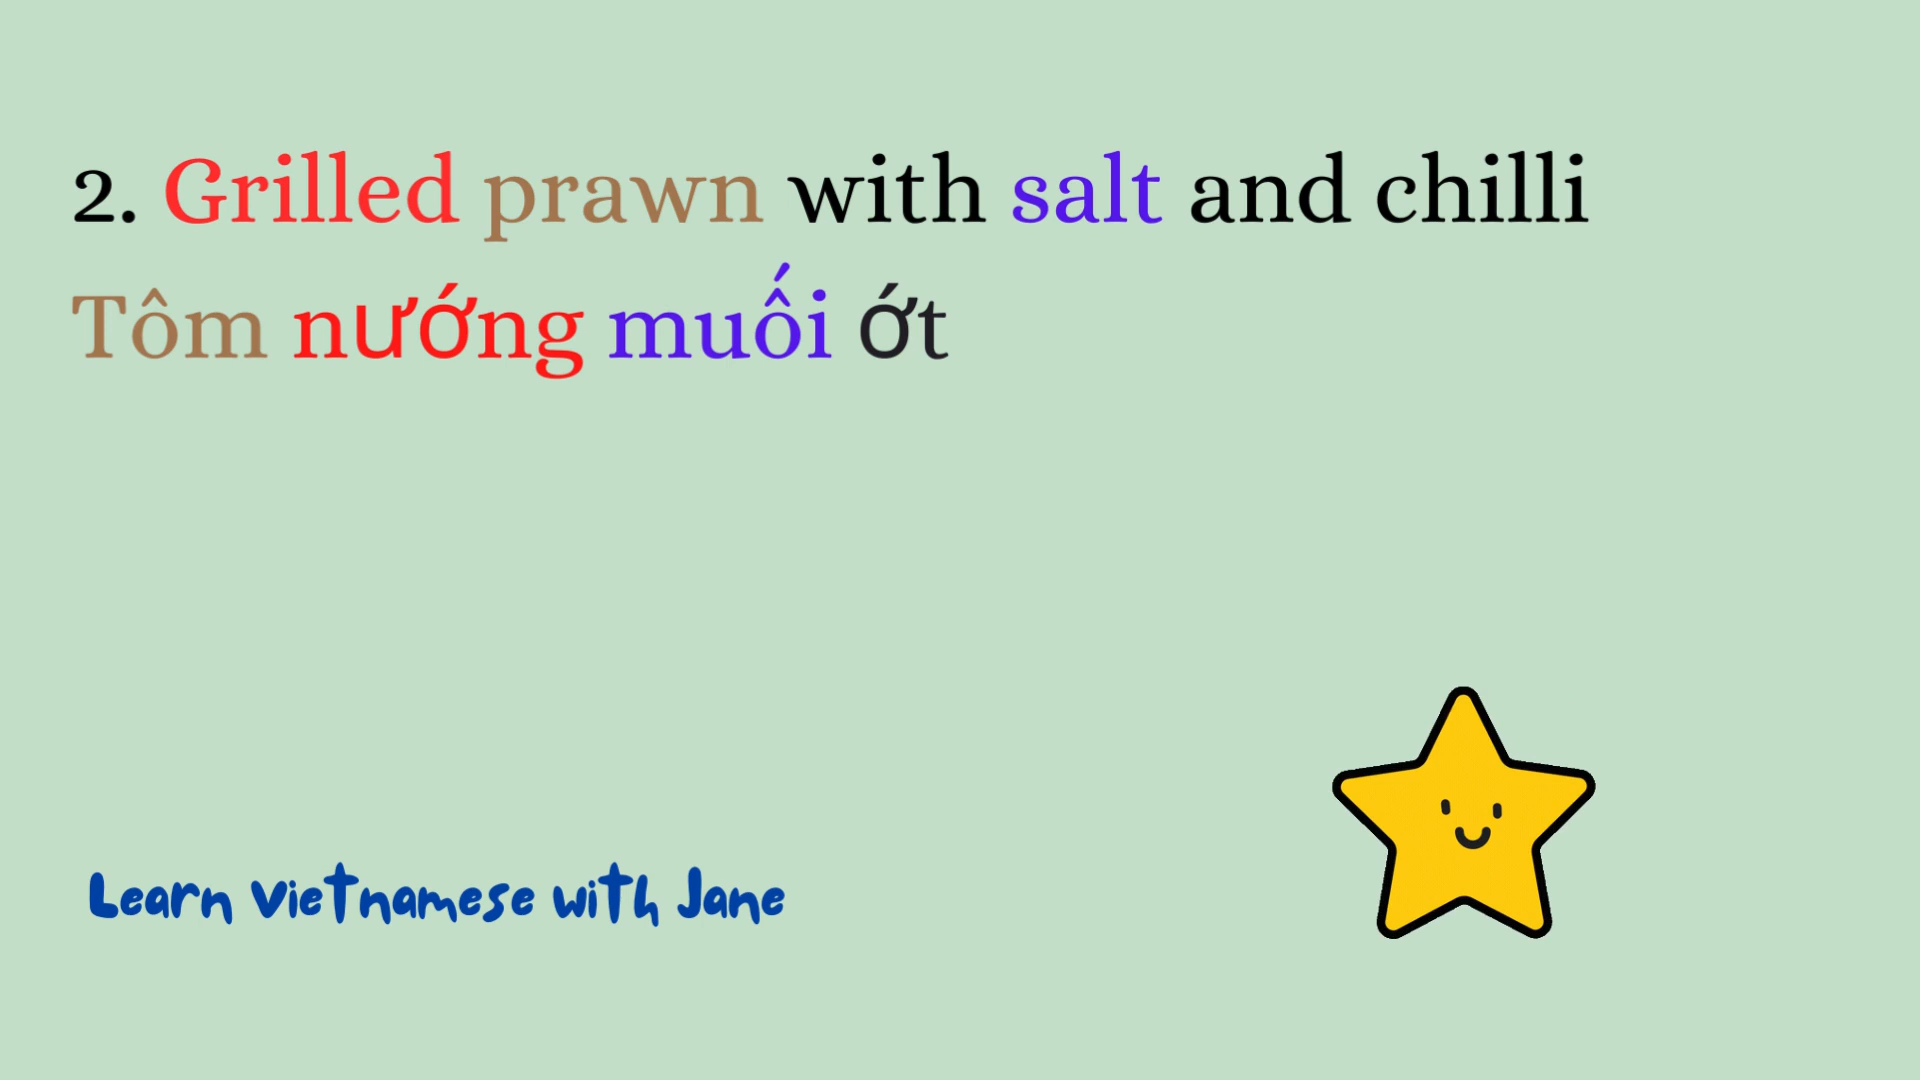 2. Grilled prawn with salt and chilli
Tôm nướng muối ớt
Learn Vietnamese with Jane